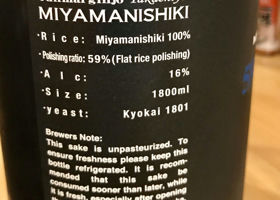 MIYAMANISHIKI
·Rice: Miyamanishiki 100%
·Polishing ratio: 59% (Flat rice polishing)
·Alc: 16%
·Size: 1800ml
·yeast: Kyokai 1801
Brewers Note:
This sake is unpasteurized. To
ensure freshness please keep this
bottle refrigerated. It is recom-
mended that this sake be
consumed sooner than later, while
it is fresh, especially after opening